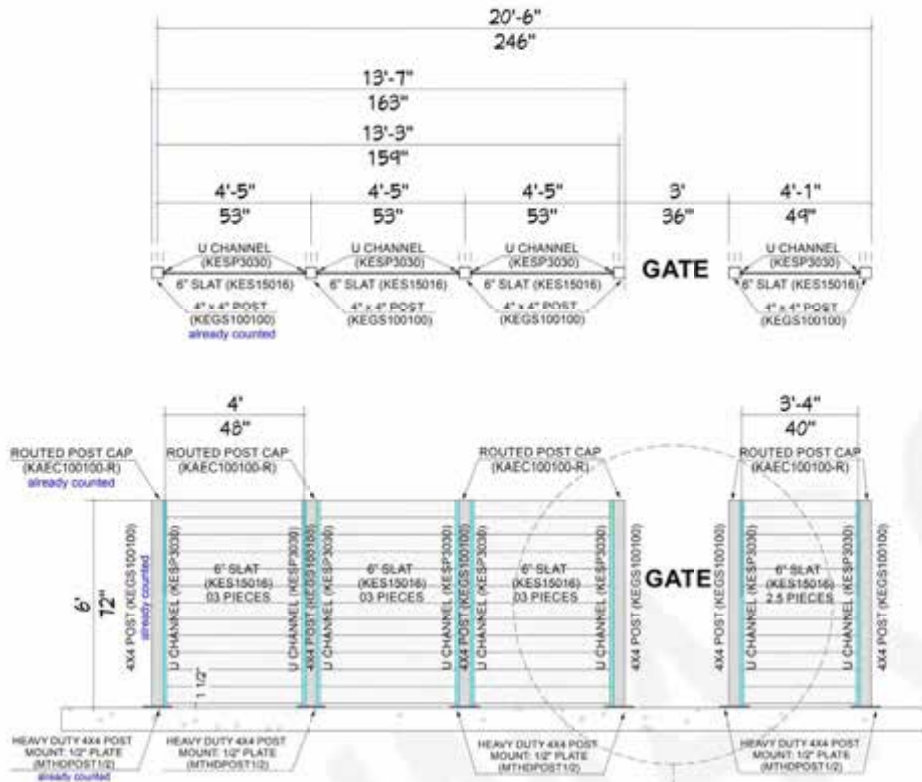 20'-6"
246"
13'-7"
163"
13'-3"
159"
4'-5"
4'-5"
4'-5"
3'
4'-1"
53"
53"
53"
36"
49"
U CHANNEL
(KESP3030)
U CHANNEL
(KESP3030)
U CHANNEL
(KESP3030)
U CHANNEL
(KESP3030)
GATE
6" SLAT (KES15016)
6" SLAT (KES15016)
6" SLAT (KES15016)
6" SLAT (KES15016)
4" x 4" POST
(KEGS100100)
already counted
4" x 4" POST
(KEGS100100)
4" x 4" POST
(KEGS100100)
4" x 4" POST
(KEGS100100)
4'
48"
3'-4"
40"
ROUTED POST CAP
(KAEC100100-R)
already counted
ROUTED POST CAP
(KAEC100100-R)
ROUTED POST CAP
(KAEC100100-R)
ROUTED POST CAP
(KAEC100100-R)
6'
72"
4X4 POST (KEGS100100)
already counted
U CHANNEL (KESP3030)
6" SLAT
(KES15016)
03 PIECES
U CHANNEL (KESP3030)
4X4 POST (KEGS100100)
U CHANNEL (KESP3030)
6" SLAT
(KES15016)
03 PIECES
U CHANNEL (KESP3030)
4X4 POST (KEGS100100)
U CHANNEL (KESP3030)
6" SLAT
(KES15016)
03 PIECES
U CHANNEL (KESP3030)
4X4 POST (KEGS100100)
GATE
4X4 POST (KEGS100100)
U CHANNEL (KESP3030)
6" SLAT
(KES15016)
2.5 PIECES
U CHANNEL (KESP3030)
4X4 POST (KEGS100100)
1 1/2"
HEAVY DUTY 4X4 POST
MOUNT: 1/2" PLATE
(MTHDPOST1/2)
already counted
HEAVY DUTY 4X4 POST
MOUNT: 1/2" PLATE
(MTHDPOST1/2)
HEAVY DUTY 4X4 POST
MOUNT: 1/2" PLATE
(MTHDPOST1/2)
HEAVY DUTY 4X4 POST
MOUNT: 1/2" PLATE
(MTHDPOST1/2)